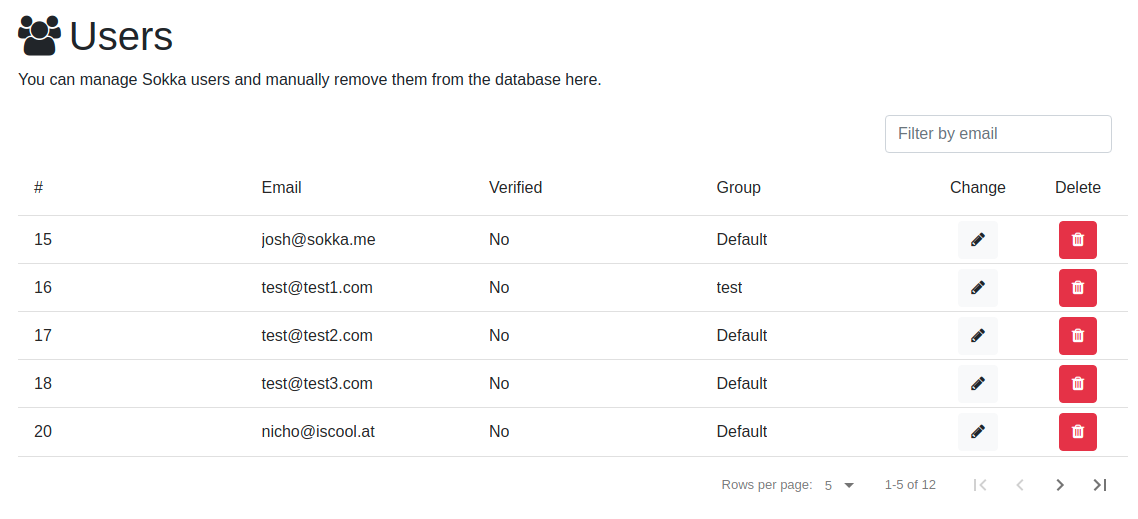 Users
You can manage Sokka users and manually remove them from the database here.
Filter by email
# Email Verified Group Change Delete
15 josh@sokka.me No Default
16 test@test1.com No test
17 test@test2.com No Default
18 test@test3.com No Default
20 nicho@iscool.at No Default
Rows per page: 5 1-5 of 12